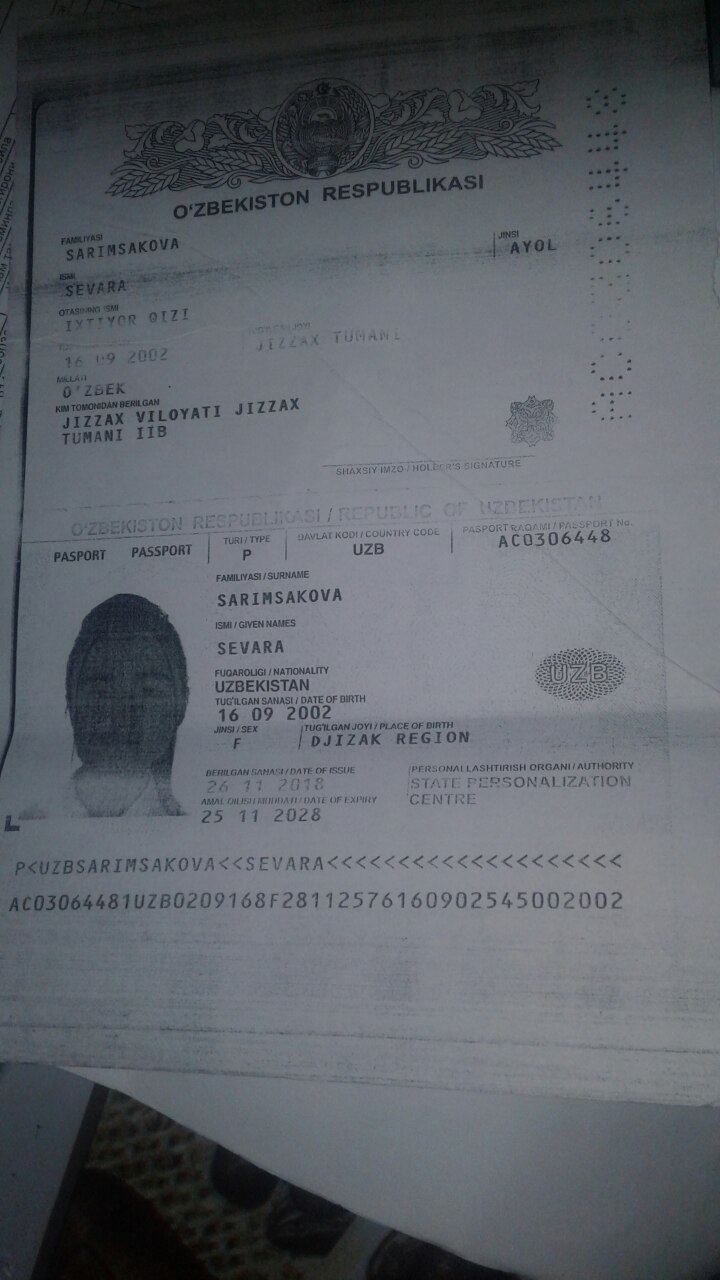 O'ZBEKISTON RESPUBLIKASI
FAMILIYASI
SARIMSAKOVA
JINSI
AYOL
ISMI
SEVARA
OTASINING ISMI
IXTIYOR QIZI
16 09 2002
JIZZAX TUMANI
MILLATI
O'ZBEK
KIM TOMONIDAN BERILGAN
JIZZAX VILOYATI JIZZAX
TUMANI IIB
SHAXSIY IMZO / HOLDER'S SIGNATURE
O'ZBEKISTON RESPUBLIKASI / REPUBLIC OF UZBEKISTAN
PASPORT PASSPORT
TURI / TYPE
P
DAVLAT KODI / COUNTRY CODE
UZB
PASPORT RAQAMI / PASSPORT No.
AC0306448
FAMILIYASI / SURNAME
SARIMSAKOVA
ISMI / GIVEN NAMES
SEVARA
FUQAROLIGI / NATIONALITY
UZBEKISTAN
UZB
TUG'ILGAN SANASI / DATE OF BIRTH
16 09 2002
JINSI / SEX
F
TUG'ILGAN JOYI / PLACE OF BIRTH
DJIZAK REGION
BERILGAN SANASI / DATE OF ISSUE
26 11 2018
PERSONALLASHTIRISH ORGANI / AUTHORITY
STATE PERSONALIZATION
CENTRE
AMAL QILISH MUDDATI / DATE OF EXPIRY
25 11 2028
P<UZBSARIMSAKOVA<<SEVARA<<<<<<<<<<<<<<<<<<<<
AC03064481UZB0209168F28112576160902545002002